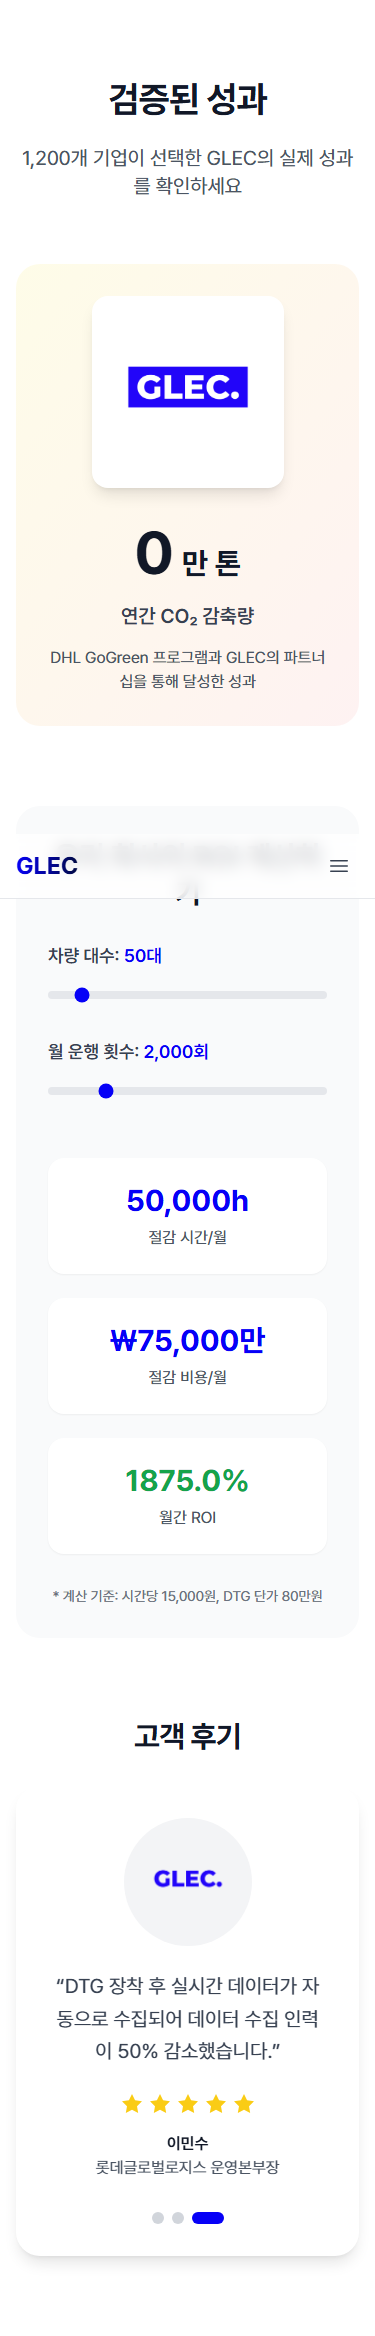 검증된 성과
1,200개 기업이 선택한 GLEC의 실제 성과
를 확인하세요
GLEC.
0 만 톤
연간 CO₂ 감축량
DHL GoGreen 프로그램과 GLEC의 파트너
십을 통해 달성한 성과
GLEC
기
차량 대수: 50대
월 운행 횟수: 2,000회
50,000h
절감 시간/월
₩75,000만
절감 비용/월
1875.0%
월간 ROI
* 계산 기준: 시간당 15,000원, DTG 단가 80만원
고객 후기
GLEC.
“DTG 장착 후 실시간 데이터가 자
동으로 수집되어 데이터 수집 인력
이 50% 감소했습니다.”
이민수
롯데글로벌로지스 운영본부장